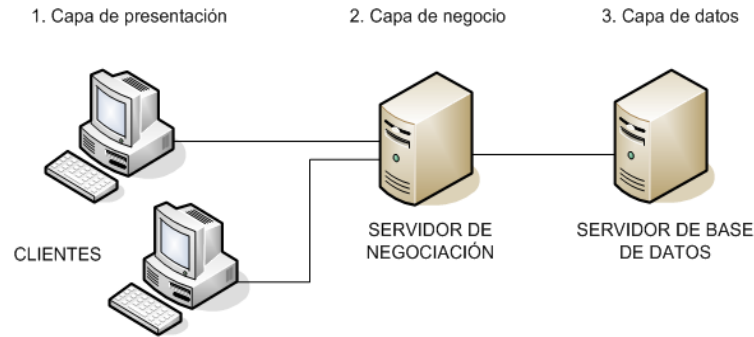 1. Capa de presentación
2. Capa de negocio
3. Capa de datos
CLIENTES
SERVIDOR DE
NEGOCIACIÓN
SERVIDOR DE BASE
DE DATOS